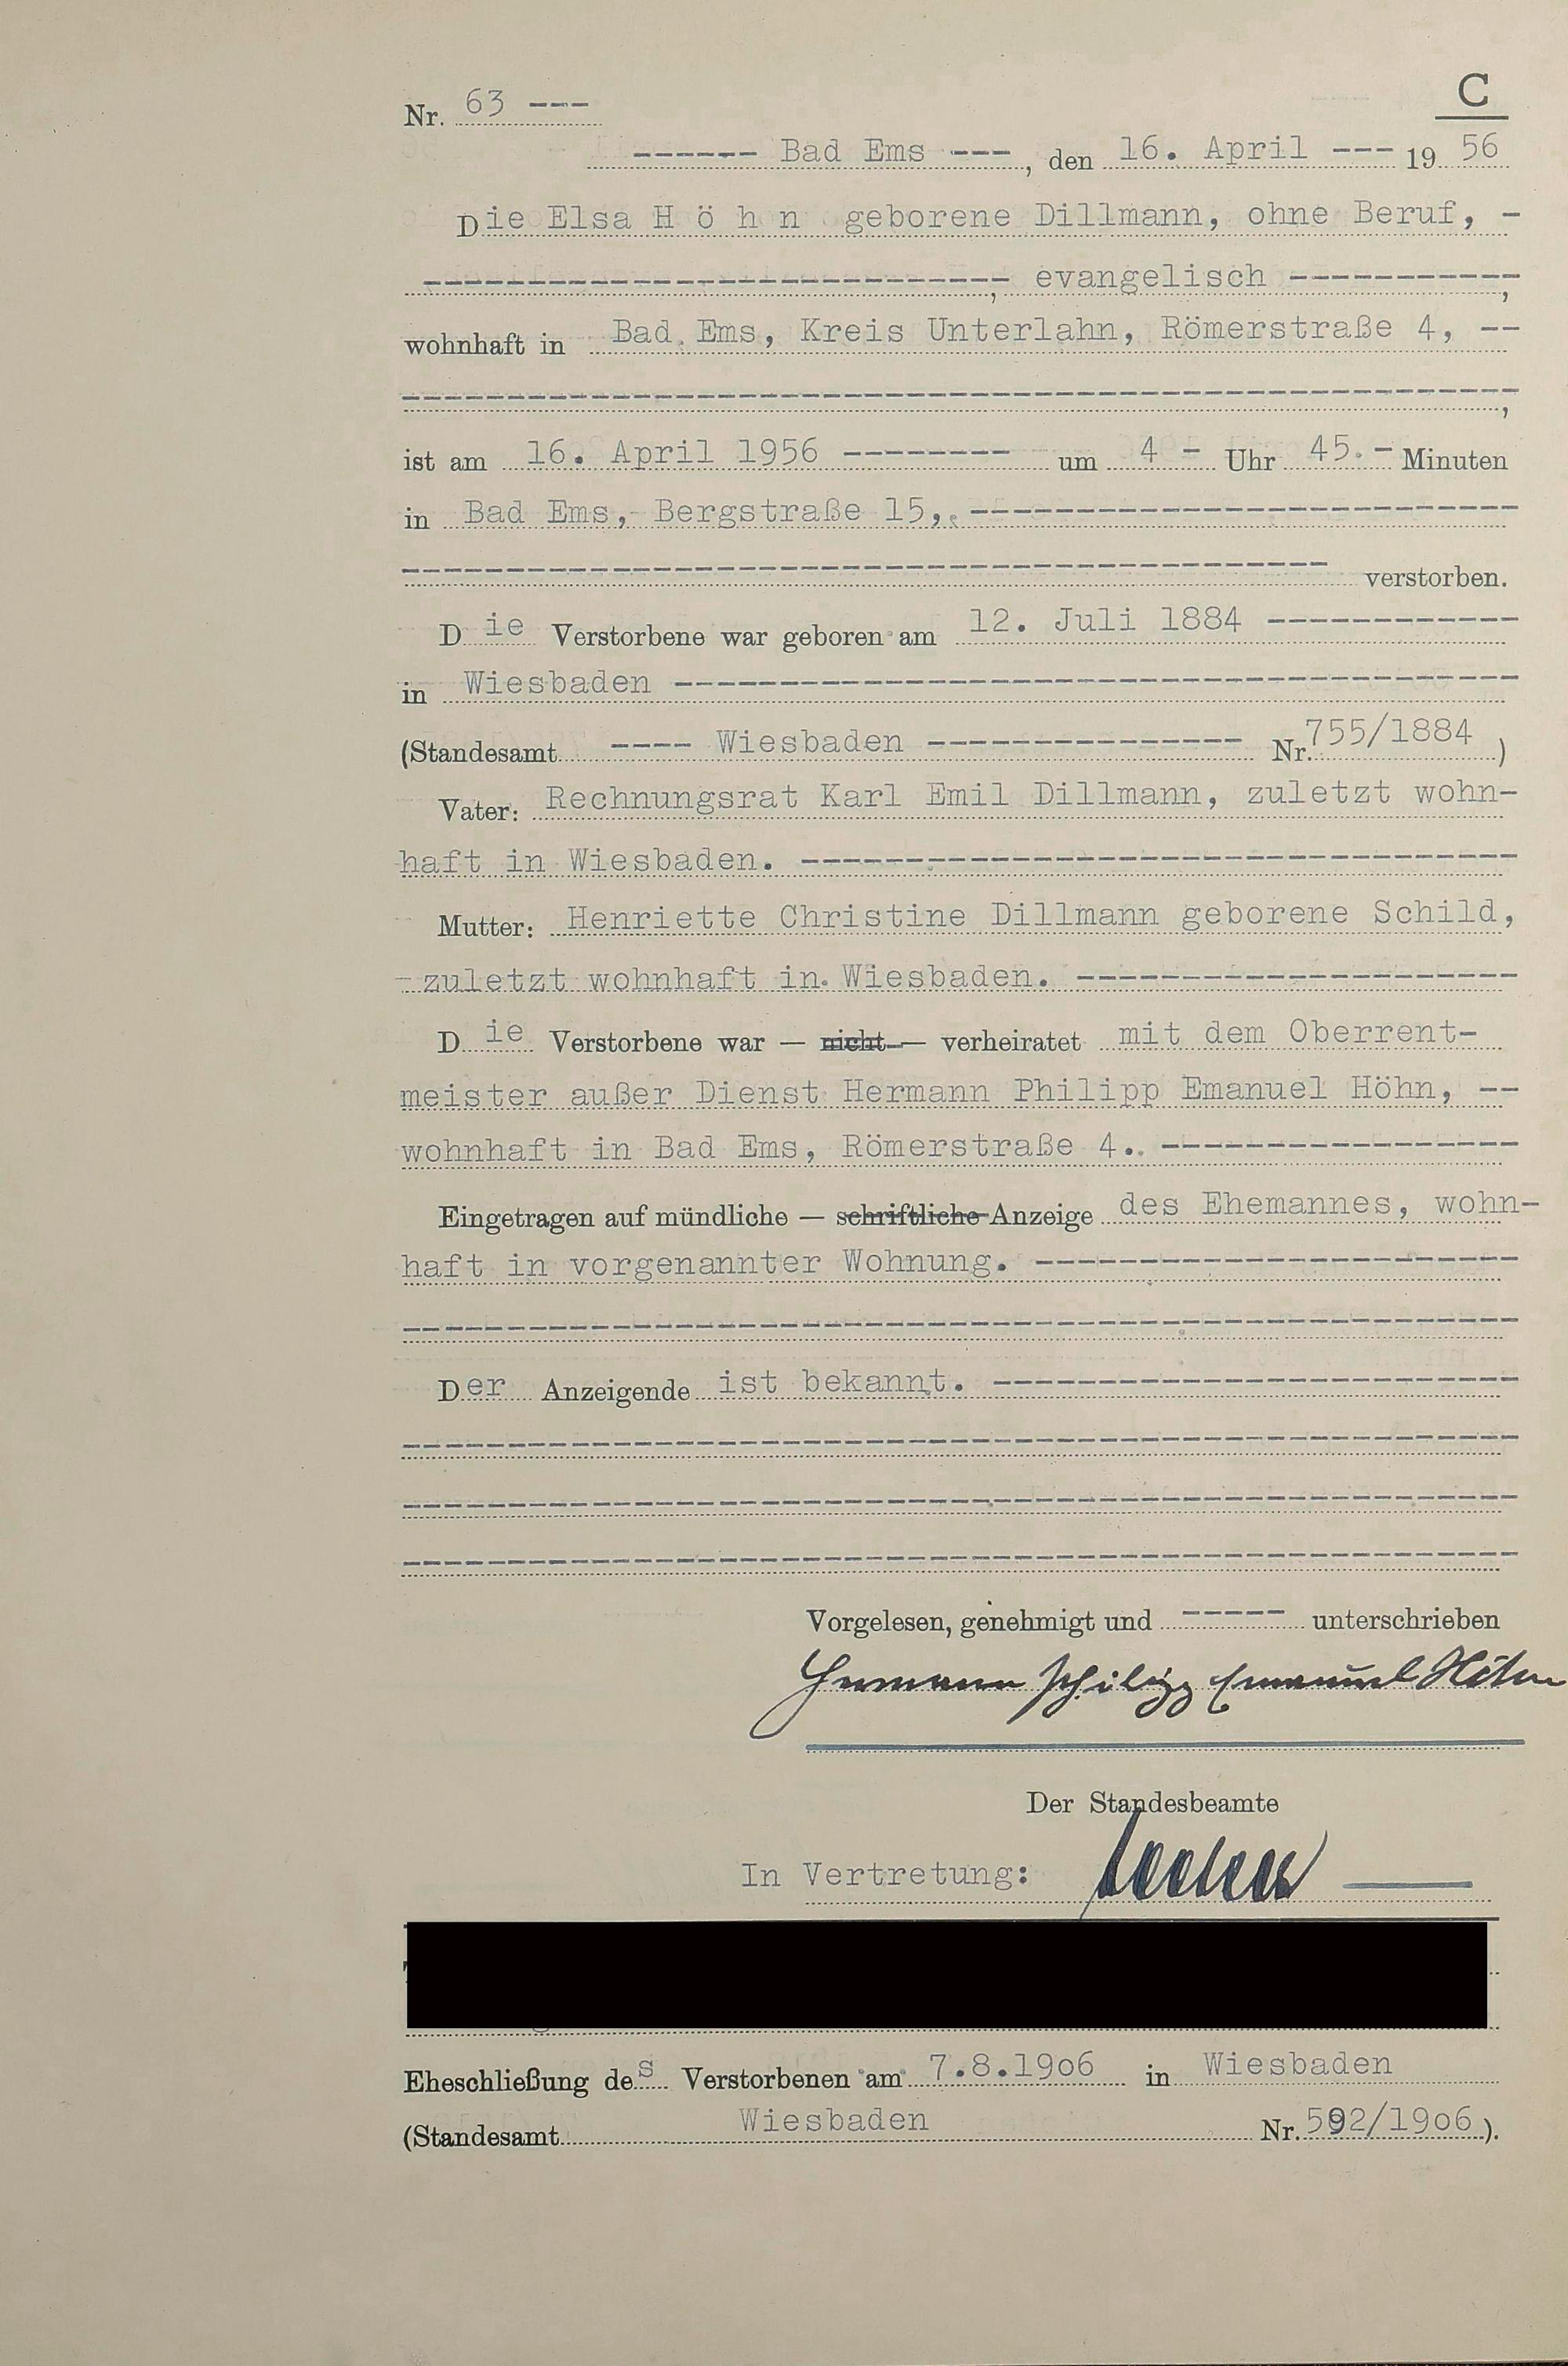 C
Nr. 63 ---
------ Bad Ems ---, den 16. April --- 19 56
Die Elsa H ö h n geborene Dillmann, ohne Beruf, -
----------------------------, evangelisch -----------,
wohnhaft in Bad Ems, Kreis Unterlahn, Römerstraße 4, --
-----------------------------------------------------,
ist am 16. April 1956 -------- um 4 - Uhr 45.- Minuten
in Bad Ems, Bergstraße 15, --------------------------
-------------------------------------------- verstorben.
Die Verstorbene war geboren am 12. Juli 1884 ------------
in Wiesbaden ----------------------------------------
(Standesamt ---- Wiesbaden --------------- Nr. 755/1884 )
Vater: Rechnungsrat Karl Emil Dillmann, zuletzt wohn-
haft in Wiesbaden. ----------------------------------
Mutter: Henriette Christine Dillmann geborene Schild,
-zuletzt wohnhaft in Wiesbaden. ---------------------
Die Verstorbene war — nicht — verheiratet mit dem Oberrent-
meister außer Dienst Hermann Philipp Emanuel Höhn, --
wohnhaft in Bad Ems, Römerstraße 4. -----------------
Eingetragen auf mündliche — schriftliche Anzeige des Ehemannes, wohn-
haft in vorgenannter Wohnung. -----------------------
-----------------------------------------------------
Der Anzeigende ist bekannt. -------------------------
-----------------------------------------------------
-----------------------------------------------------
-----------------------------------------------------
Vorgelesen, genehmigt und ----- unterschrieben
Hermann Philipp Emanuel Höhn
Der Standesbeamte
In Vertretung:
Eheschließung des Verstorbenen am 7.8.19o6 in Wiesbaden
(Standesamt Wiesbaden Nr. 592/19o6 ).